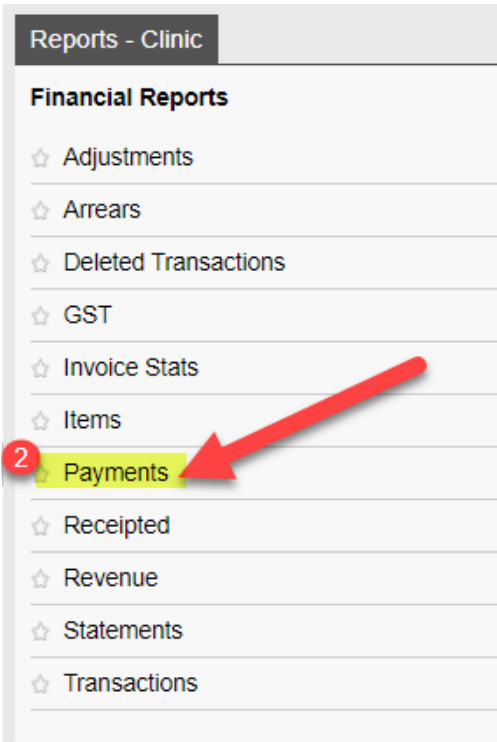 Reports - Clinic
Financial Reports
Adjustments
Arrears
Deleted Transactions
GST
Invoice Stats
Items
2 Payments
Receipted
Revenue
Statements
Transactions